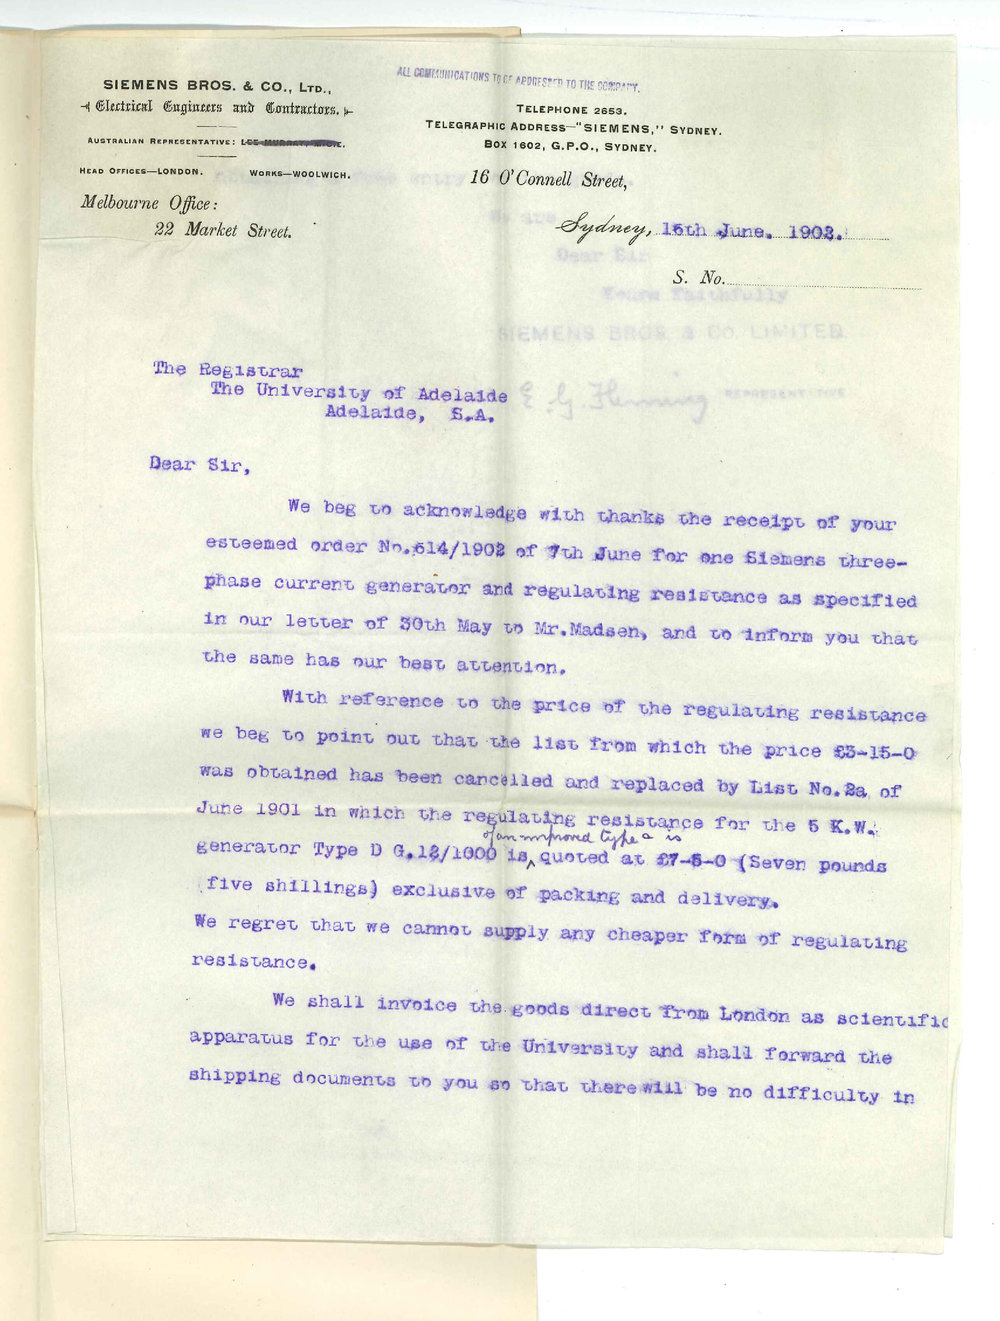 ALL COMMUNICATIONS TO BE ADDRESSED TO THE COMPANY.
SIEMENS BROS. & CO., LTD.,
Electrical Engineers and Contractors.
AUSTRALIAN REPRESENTATIVE:
HEAD OFFICES—LONDON. WORKS—WOOLWICH.
Melbourne Office:
22 Market Street.
TELEPHONE 2653.
TELEGRAPHIC ADDRESS—"SIEMENS," SYDNEY.
BOX 1602, G.P.O., SYDNEY.
16 O'Connell Street,
Sydney, 16th June. 1902.
S. No.
The Registrar
The University of Adelaide
Adelaide, S.A.
Dear Sir,
We beg to acknowledge with thanks the receipt of your
esteemed order No.614/1902 of 7th June for one Siemens three-
phase current generator and regulating resistance as specified
in our letter of 30th May to Mr.Madsen, and to inform you that
the same has our best attention.
With reference to the price of the regulating resistance
we beg to point out that the list from which the price £3-15-0
was obtained has been cancelled and replaced by List No.2a of
June 1901 in which the regulating resistance for the 5 K.W.
of an improved type is
generator Type D G.12/1000 is quoted at £7-5-0 (Seven pounds
five shillings) exclusive of packing and delivery.
We regret that we cannot supply any cheaper form of regulating
resistance.
We shall invoice the goods direct from London as scientific
apparatus for the use of the University and shall forward the
shipping documents to you so that there will be no difficulty in
Dear Sir
Yours Faithfully
SIEMENS BROS. & CO. LIMITED.
E. G. Fleming REPRESENTATIVE